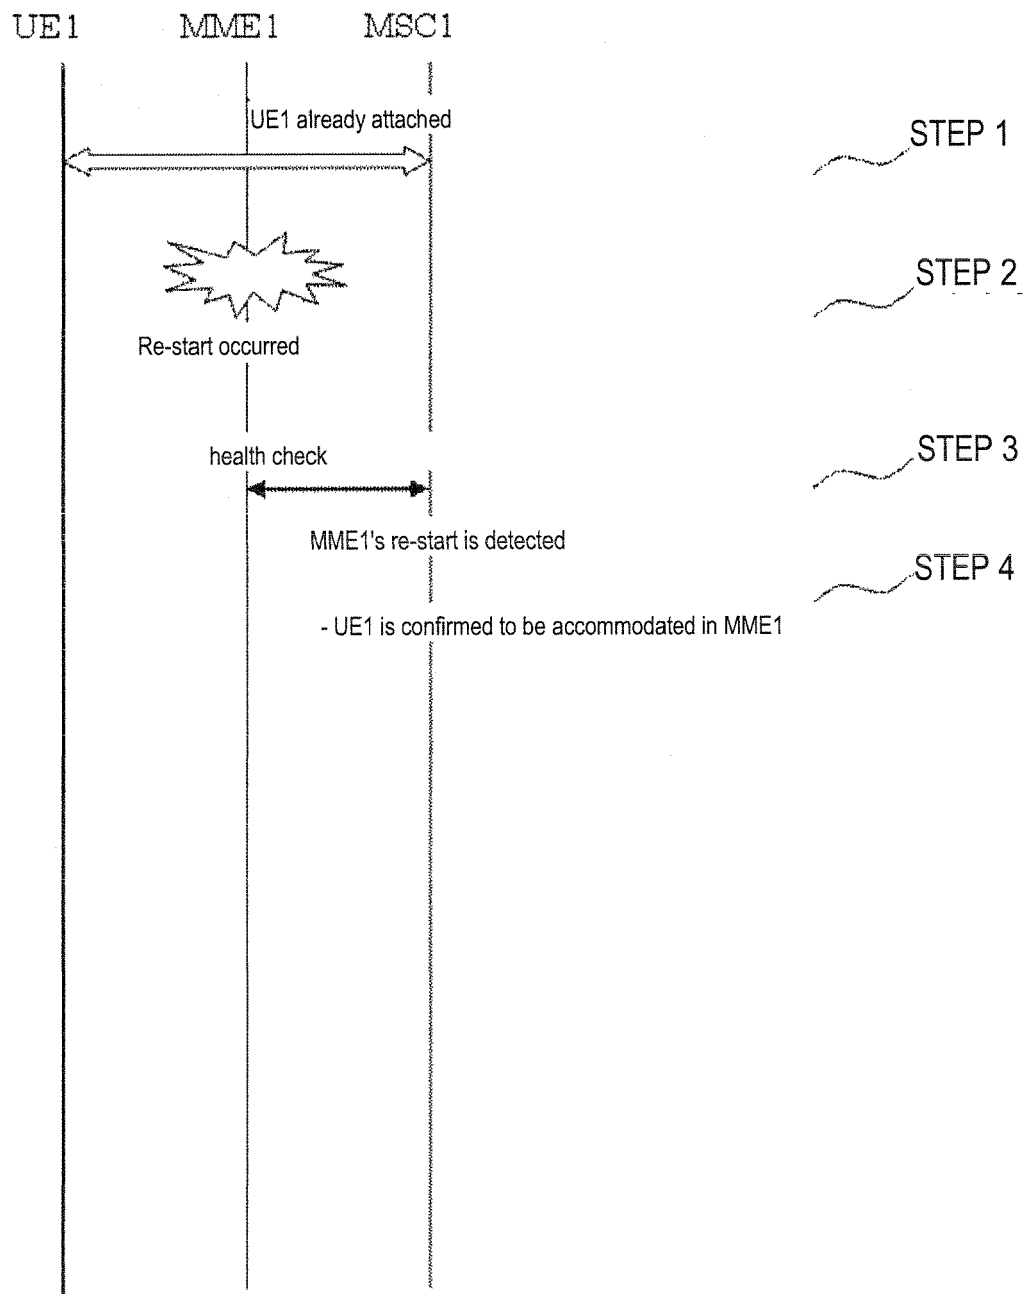 UE1 MME1 MSC1
UE1 already attached
STEP 1
STEP 2
Re-start occurred
STEP 3
health check
MME1's re-start is detected
STEP 4
- UE1 is confirmed to be accommodated in MME1